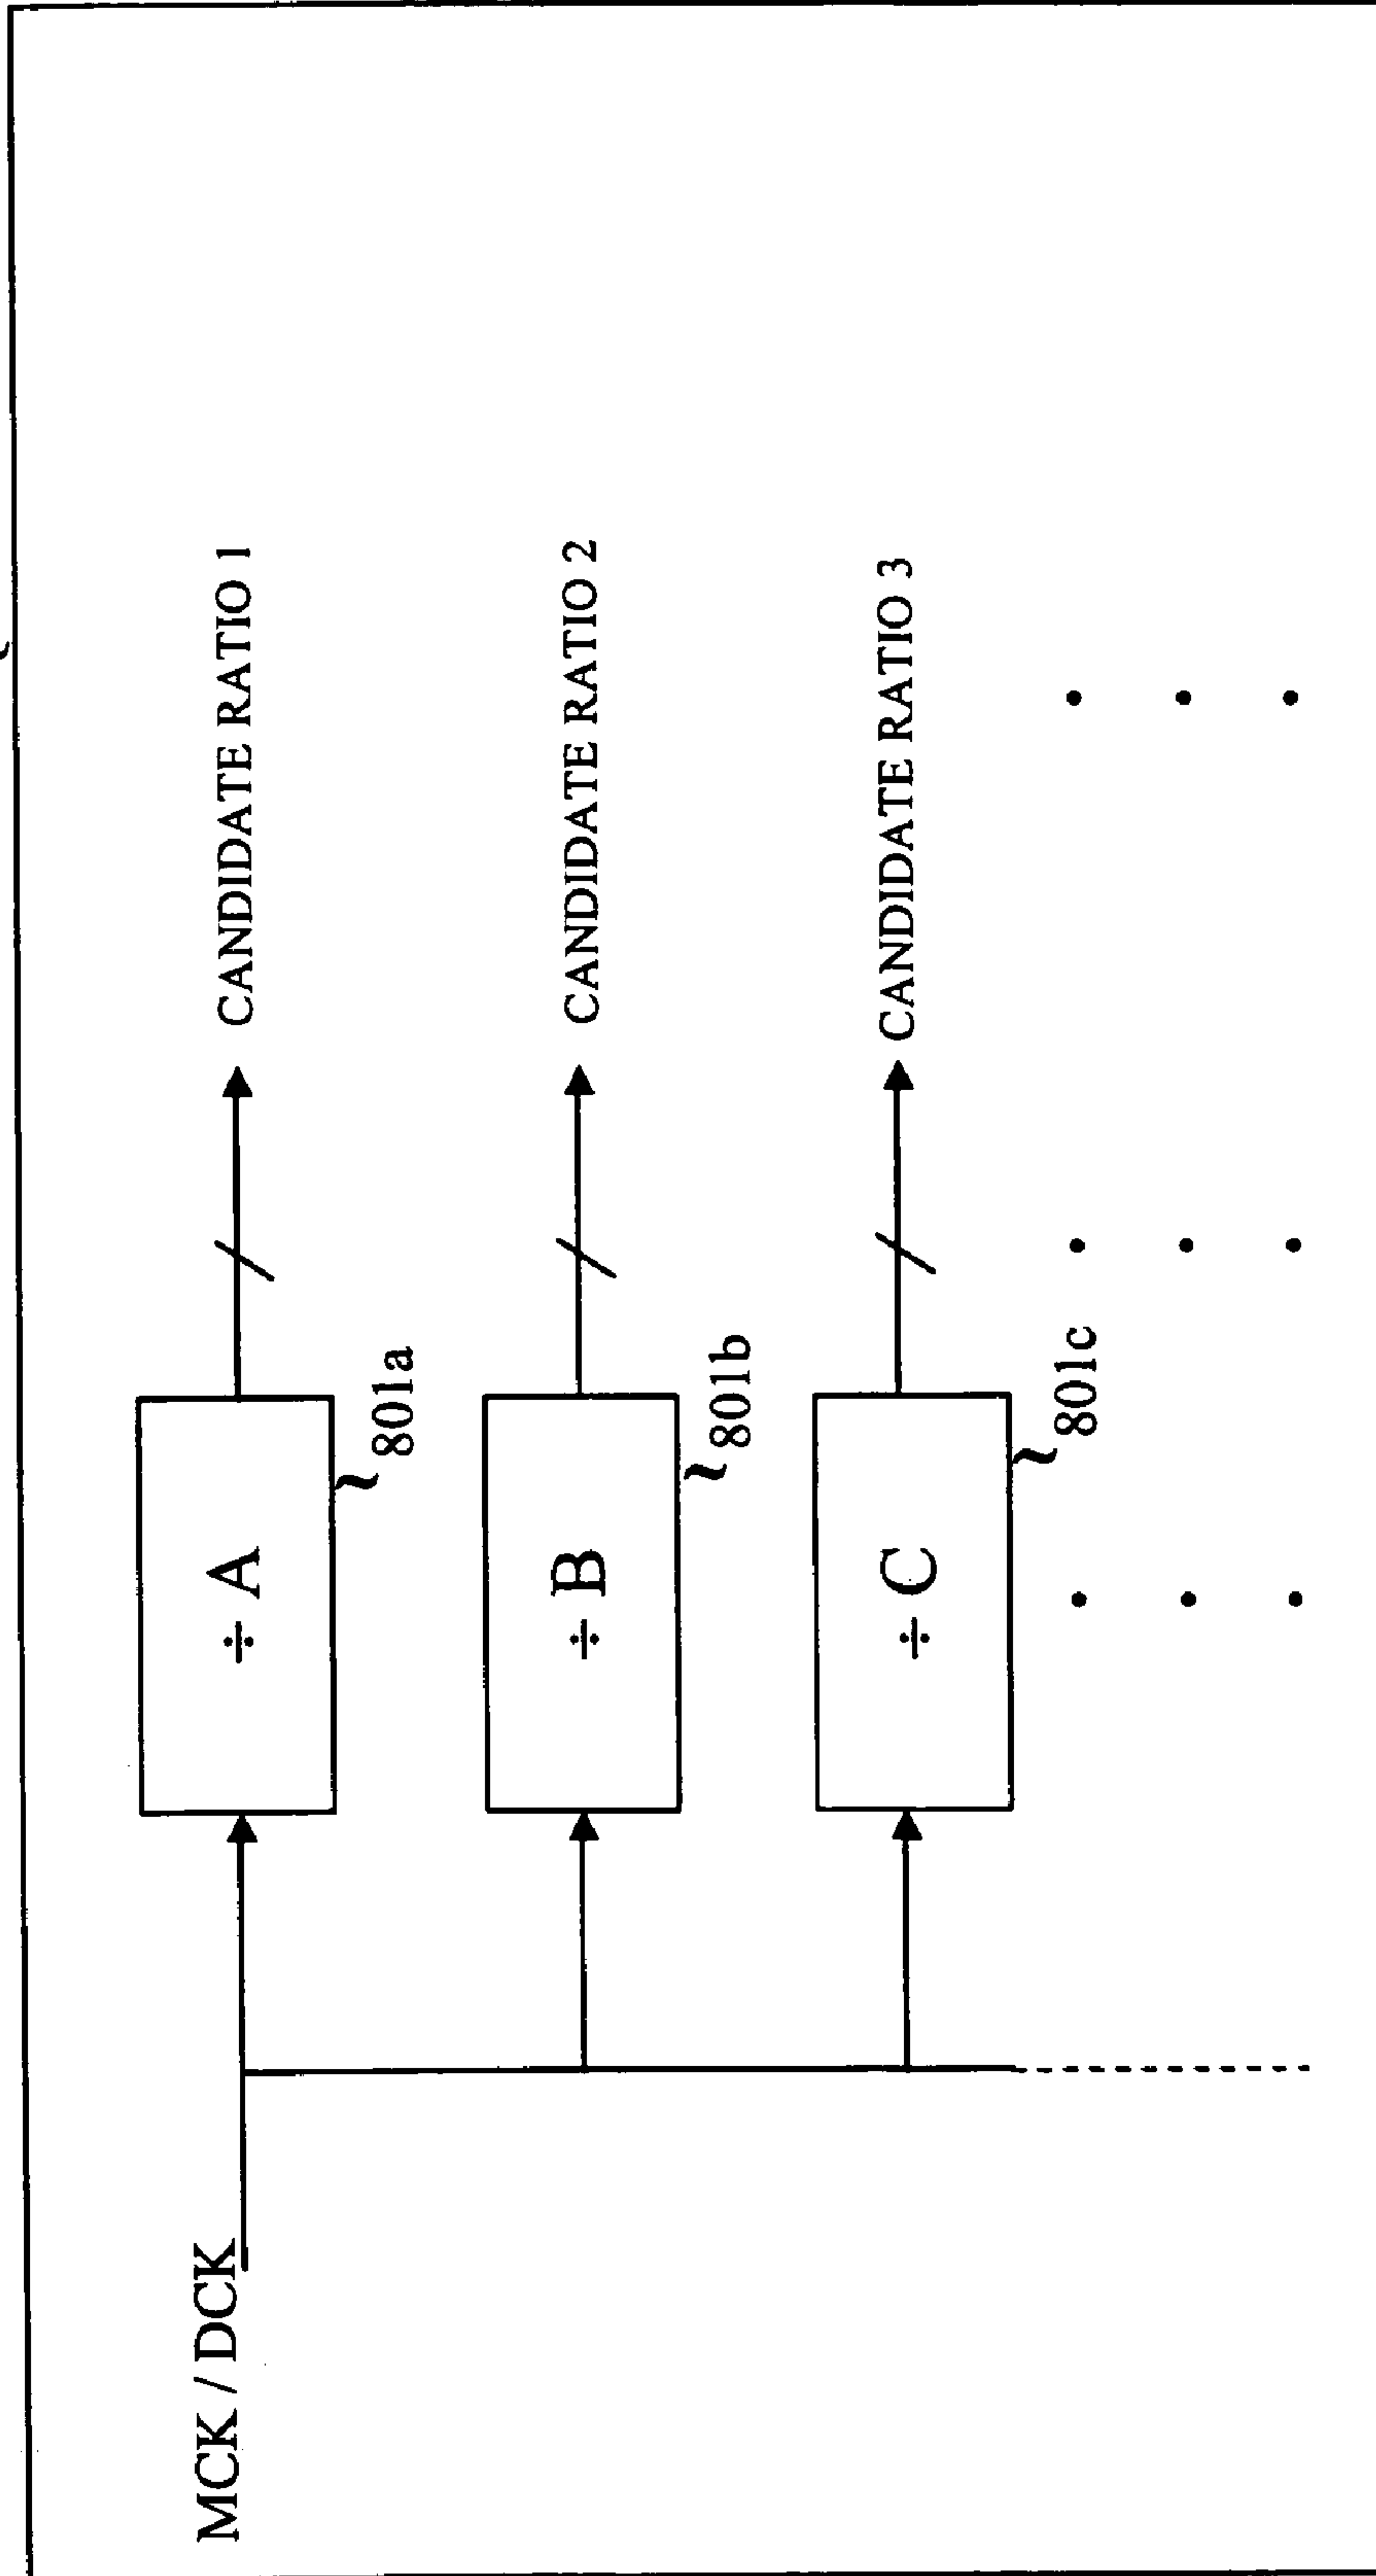 MCK / DCK
÷ A
801a
CANDIDATE RATIO 1
÷ B
801b
CANDIDATE RATIO 2
÷ C
801c
CANDIDATE RATIO 3